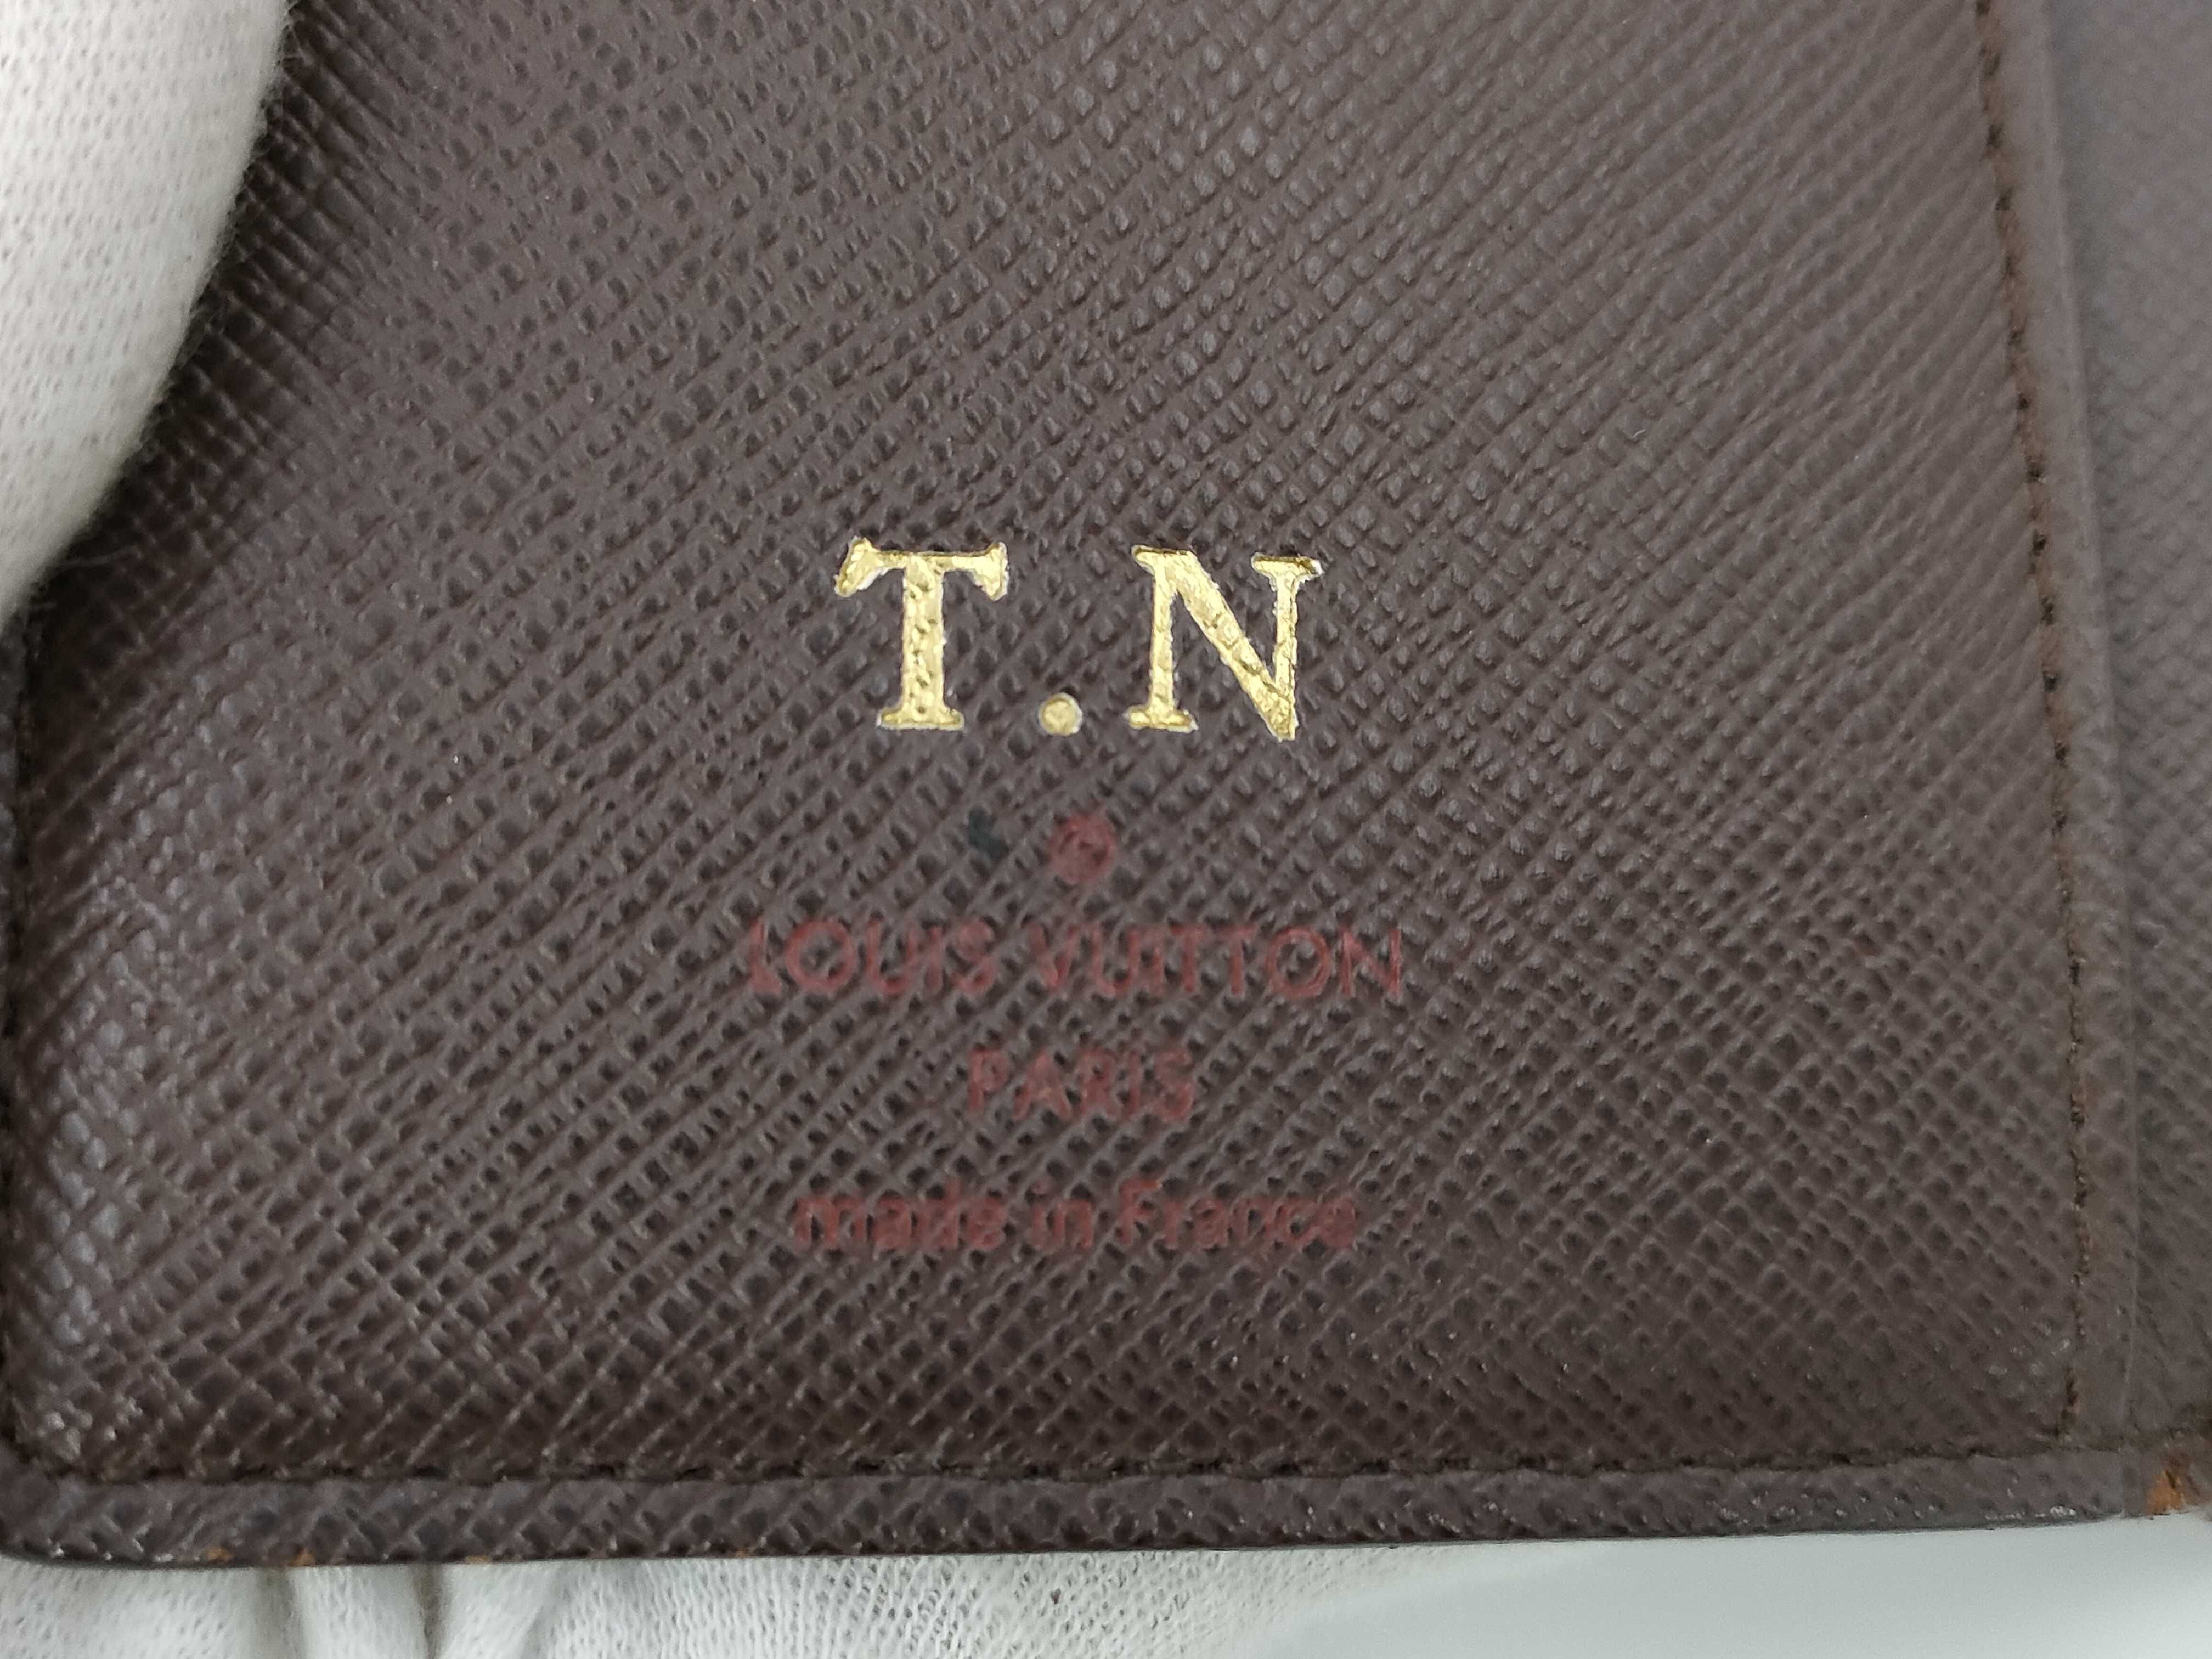 T.N
®
LOUIS VUITTON
PARIS
made in France